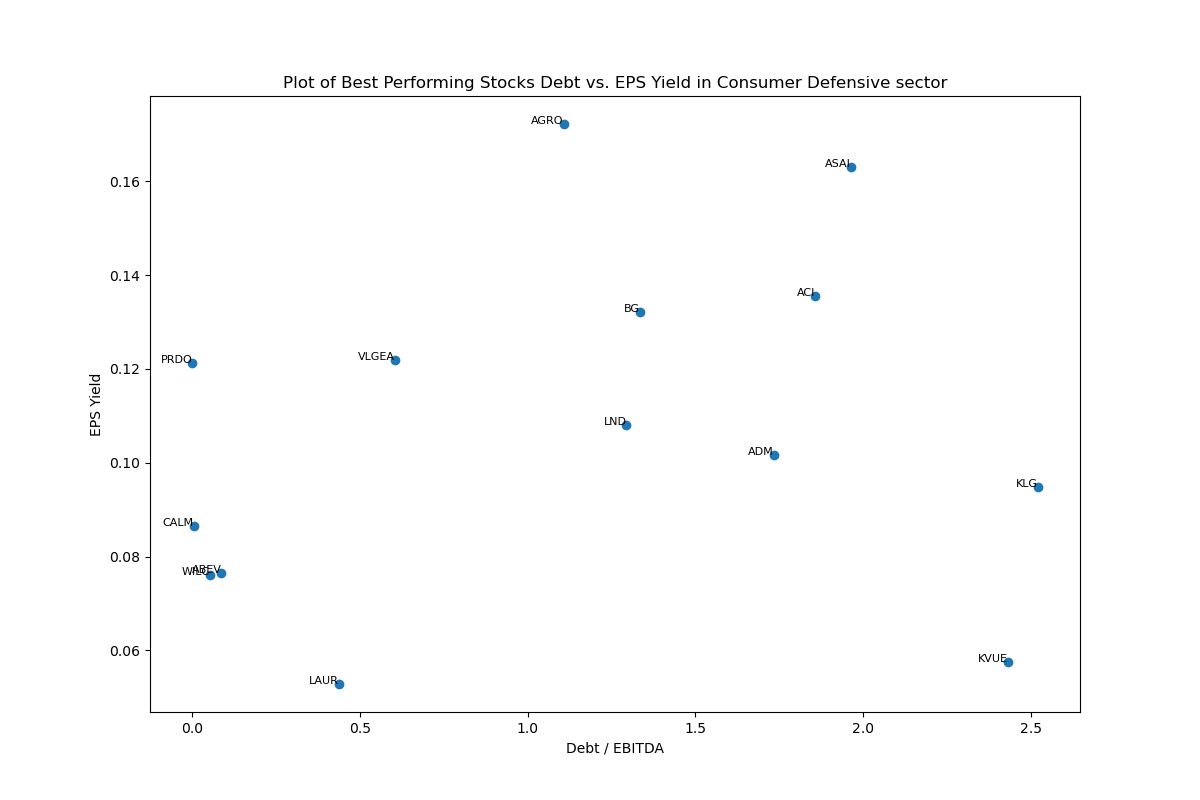 Plot of Best Performing Stocks Debt vs. EPS Yield in Consumer Defensive sector
AGRO
ASAI
0.16
0.14
ACI
BG
PRDO
VLGEA
0.12
EPS Yield
LND
ADM
0.10
KLG
CALM
0.08
ABEV
0.06
KVUE
LAUR
0.0 0.5 1.0 1.5 2.0 2.5
Debt / EBITDA